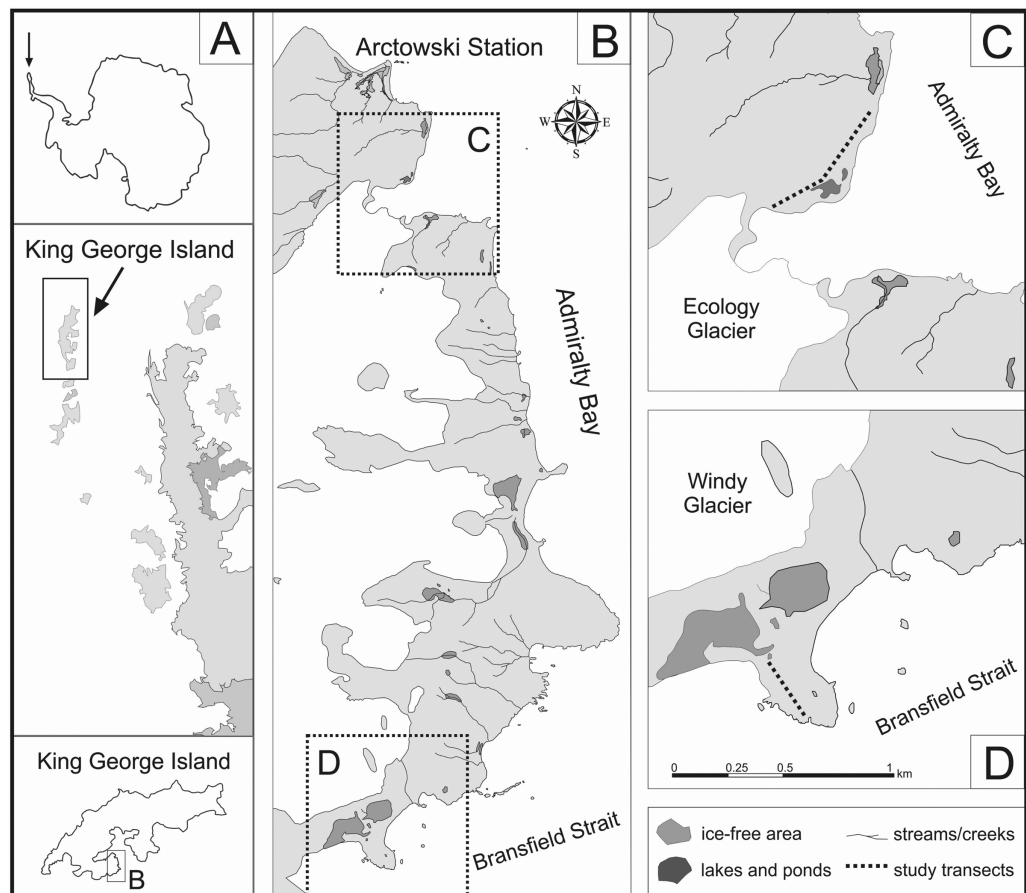 A
King George Island
King George Island
B
Arctowski Station
B
N
W
E
S
C
Admiralty Bay
D
Bransfield Strait
C
Admiralty Bay
Ecology
Glacier
Windy
Glacier
Bransfield Strait
D
0 0.25 0.5 1
km
ice-free area
streams/creeks
lakes and ponds
study transects